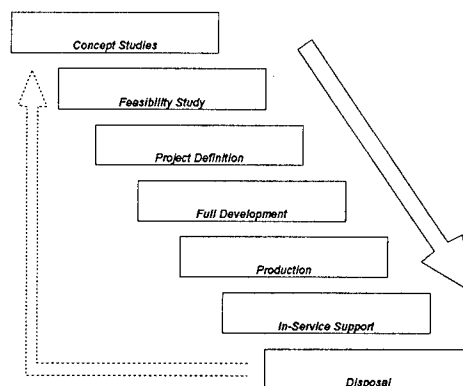 Concept Studies
Feasibility Study
Project Definition
Full Development
Production
In-Service Support
Disposal